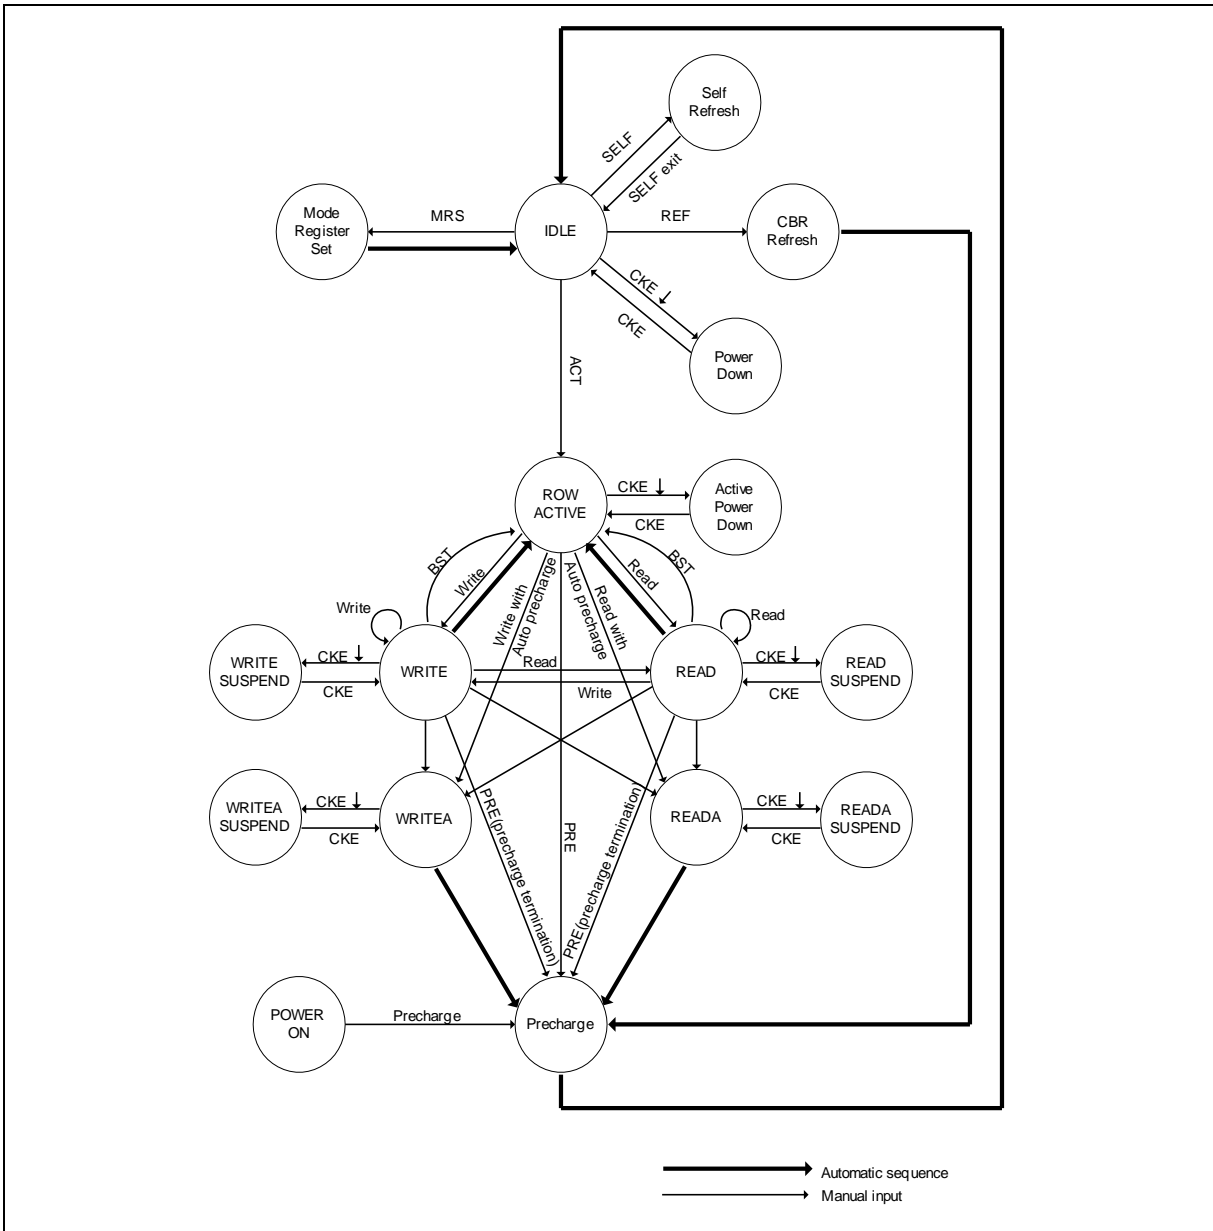 Self
Refresh
SELF
SELF exit
Mode
Register
Set
MRS
IDLE
REF
CBR
Refresh
CKE
CKE
Power
Down
ACT
ROW
ACTIVE
CKE
CKE
Active
Power
Down
BST
Write
Write with
Auto precharge
Auto precharge
Read with
Read
BST
Write
Read
WRITE
SUSPEND
CKE
CKE
WRITE
Read
Write
READ
CKE
CKE
READ
SUSPEND
WRITEA
SUSPEND
CKE
CKE
WRITEA
PRE(precharge termination)
PRE
PRE(precharge termination)
READA
CKE
CKE
READA
SUSPEND
POWER
ON
Precharge
Precharge
Automatic sequence
Manual input